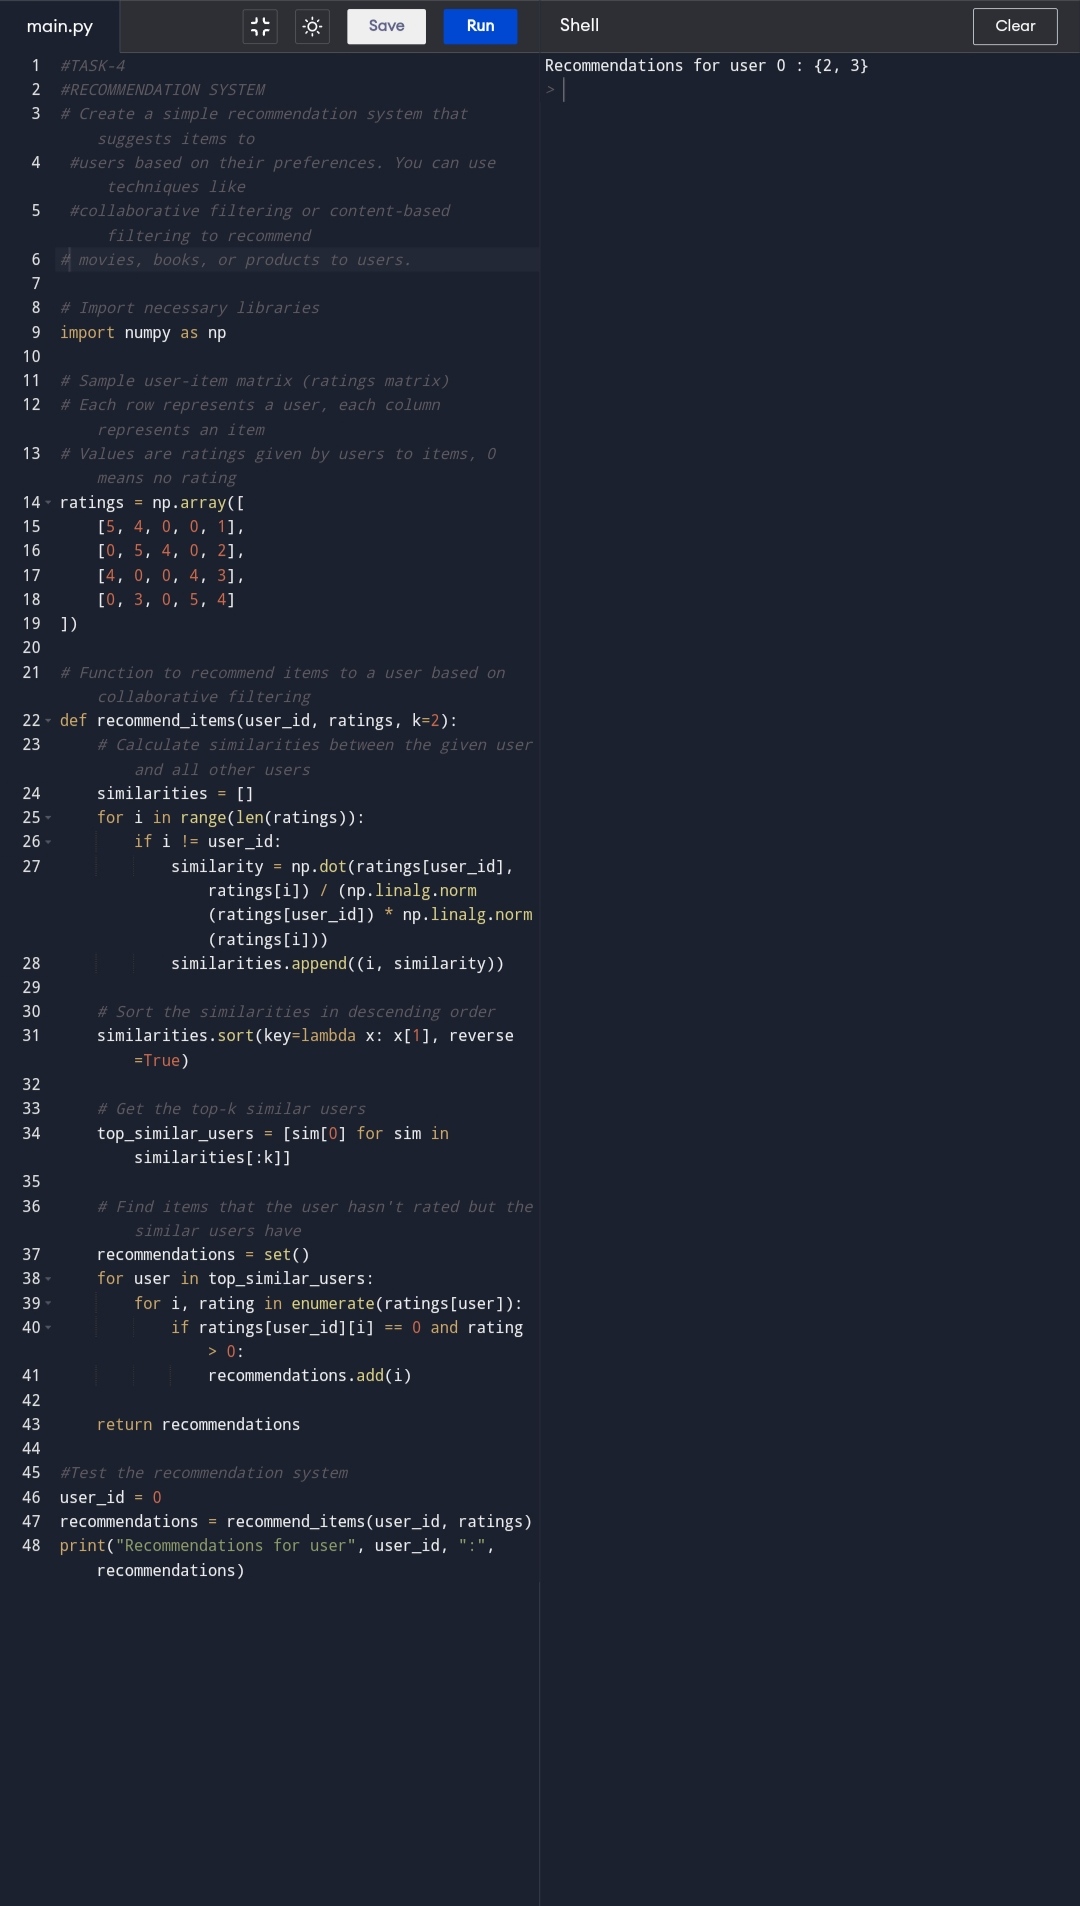 main.py
Save
Run
Shell
Clear
1 #TASK-4
2 #RECOMMENDATION SYSTEM
3 # Create a simple recommendation system that
suggests items to
4 #users based on their preferences. You can use
techniques like
5 #collaborative filtering or content-based
filtering to recommend
6 # movies, books, or products to users.
7
8 # Import necessary libraries
9 import numpy as np
10
11 # Sample user-item matrix (ratings matrix)
12 # Each row represents a user, each column
represents an item
13 # Values are ratings given by users to items, 0
means no rating
14 ratings = np.array([
15     [5, 4, 0, 0, 1],
16     [0, 5, 4, 0, 2],
17     [4, 0, 0, 4, 3],
18     [0, 3, 0, 5, 4]
19 ])
20
21 # Function to recommend items to a user based on
collaborative filtering
22 def recommend_items(user_id, ratings, k=2):
23     # Calculate similarities between the given user
and all other users
24     similarities = []
25     for i in range(len(ratings)):
26         if i != user_id:
27             similarity = np.dot(ratings[user_id],
ratings[i]) / (np.linalg.norm
(ratings[user_id]) * np.linalg.norm
(ratings[i]))
28             similarities.append((i, similarity))
29
30     # Sort the similarities in descending order
31     similarities.sort(key=lambda x: x[1], reverse
=True)
32
33     # Get the top-k similar users
34     top_similar_users = [sim[0] for sim in
similarities[:k]]
35
36     # Find items that the user hasn't rated but the
similar users have
37     recommendations = set()
38     for user in top_similar_users:
39         for i, rating in enumerate(ratings[user]):
40             if ratings[user_id][i] == 0 and rating
> 0:
41                 recommendations.add(i)
42
43     return recommendations
44
45 #Test the recommendation system
46 user_id = 0
47 recommendations = recommend_items(user_id, ratings)
48 print("Recommendations for user", user_id, ":",
recommendations)
Recommendations for user 0 : {2, 3}
>